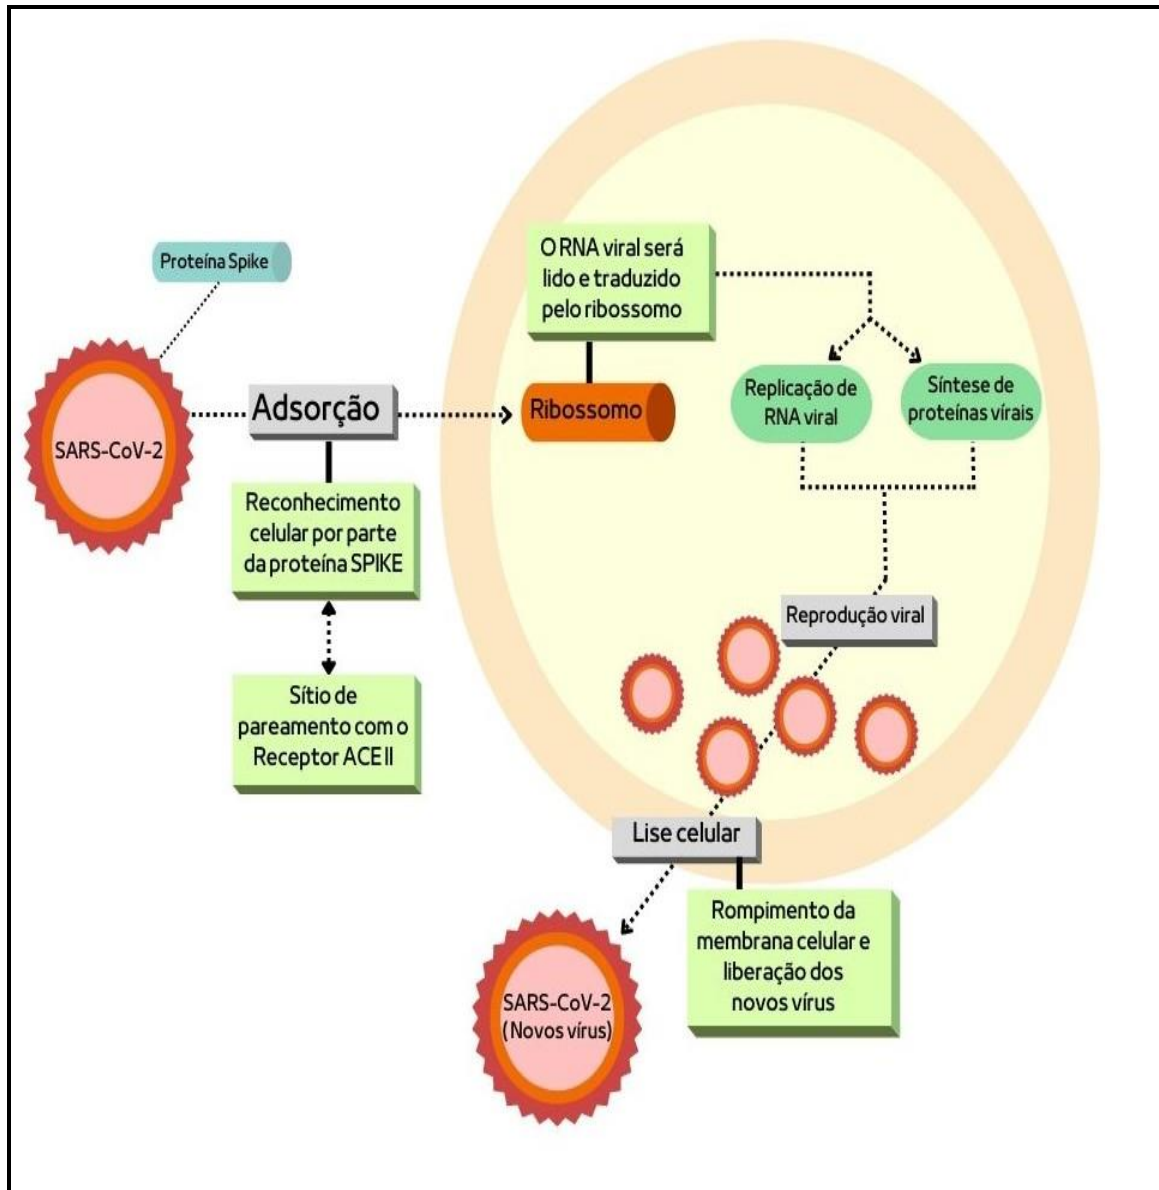 Proteína Spike
SARS-CoV-2
Adsorção
Reconhecimento
celular por parte
da proteína SPIKE
Sítio de
pareamento com o
Receptor ACE II
O RNA viral será
lido e traduzido
pelo ribossomo
Ribossomo
Replicação de
RNA viral
Síntese de
proteínas vírais
Reprodução viral
Lise celular
Rompimento da
membrana celular e
liberação dos
novos vírus
SARS-CoV-2
(Novos vírus)